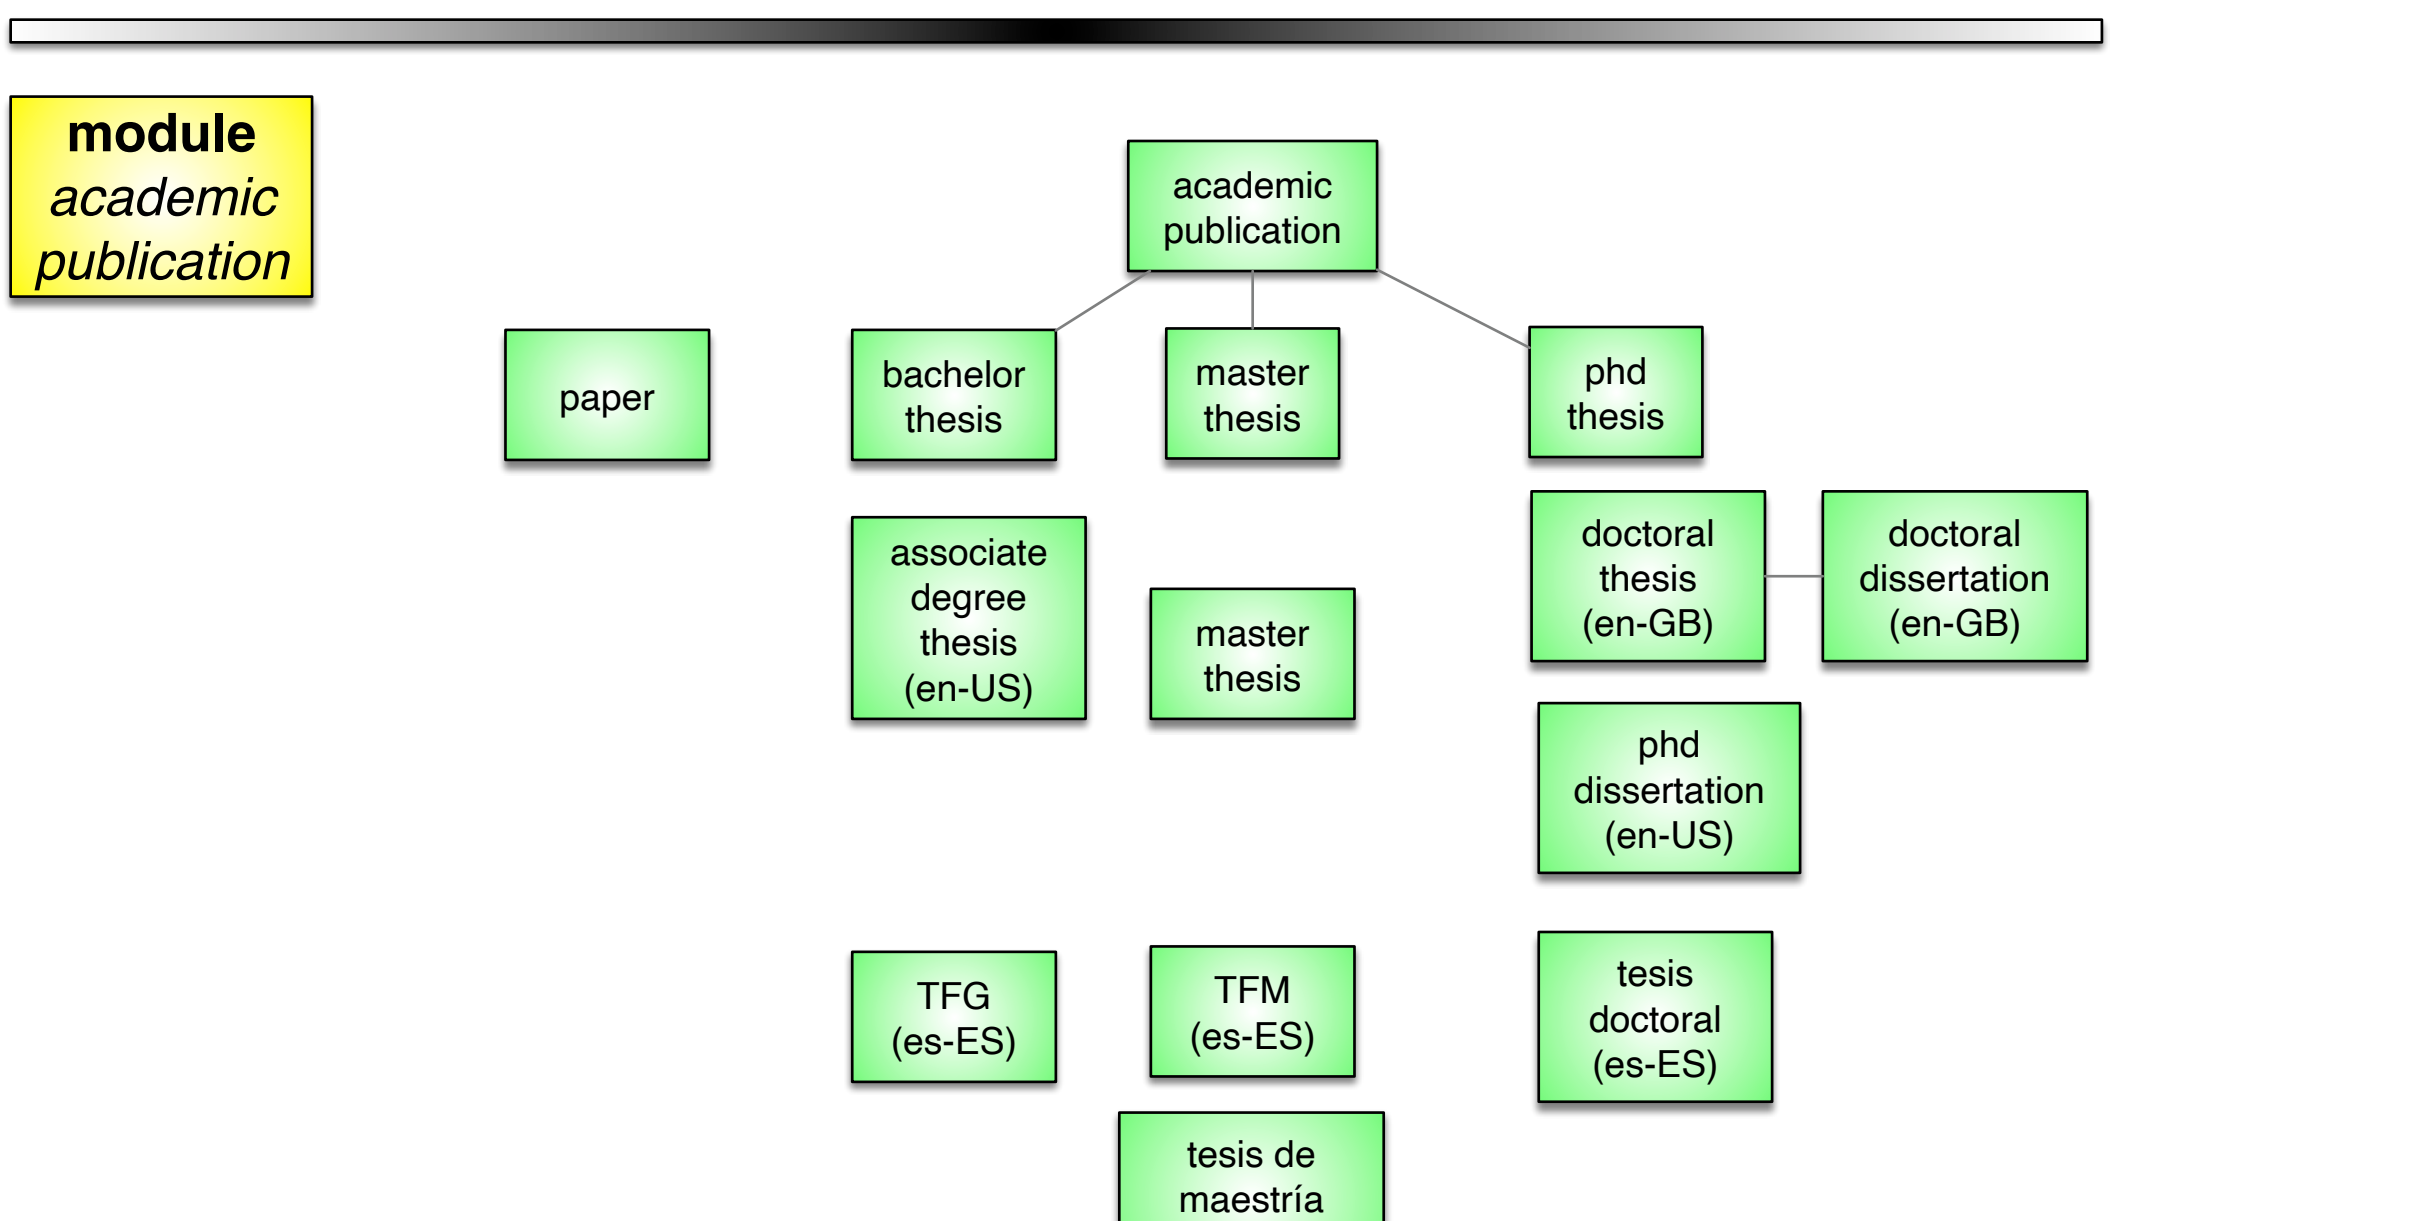 module
academic
publication
academic
publication
paper
bachelor
thesis
master
thesis
phd
thesis
associate
degree
thesis
(en-US)
master
thesis
doctoral
thesis
(en-GB)
doctoral
dissertation
(en-GB)
phd
dissertation
(en-US)
TFG
(es-ES)
TFM
(es-ES)
tesis
doctoral
(es-ES)
tesis de
maestría